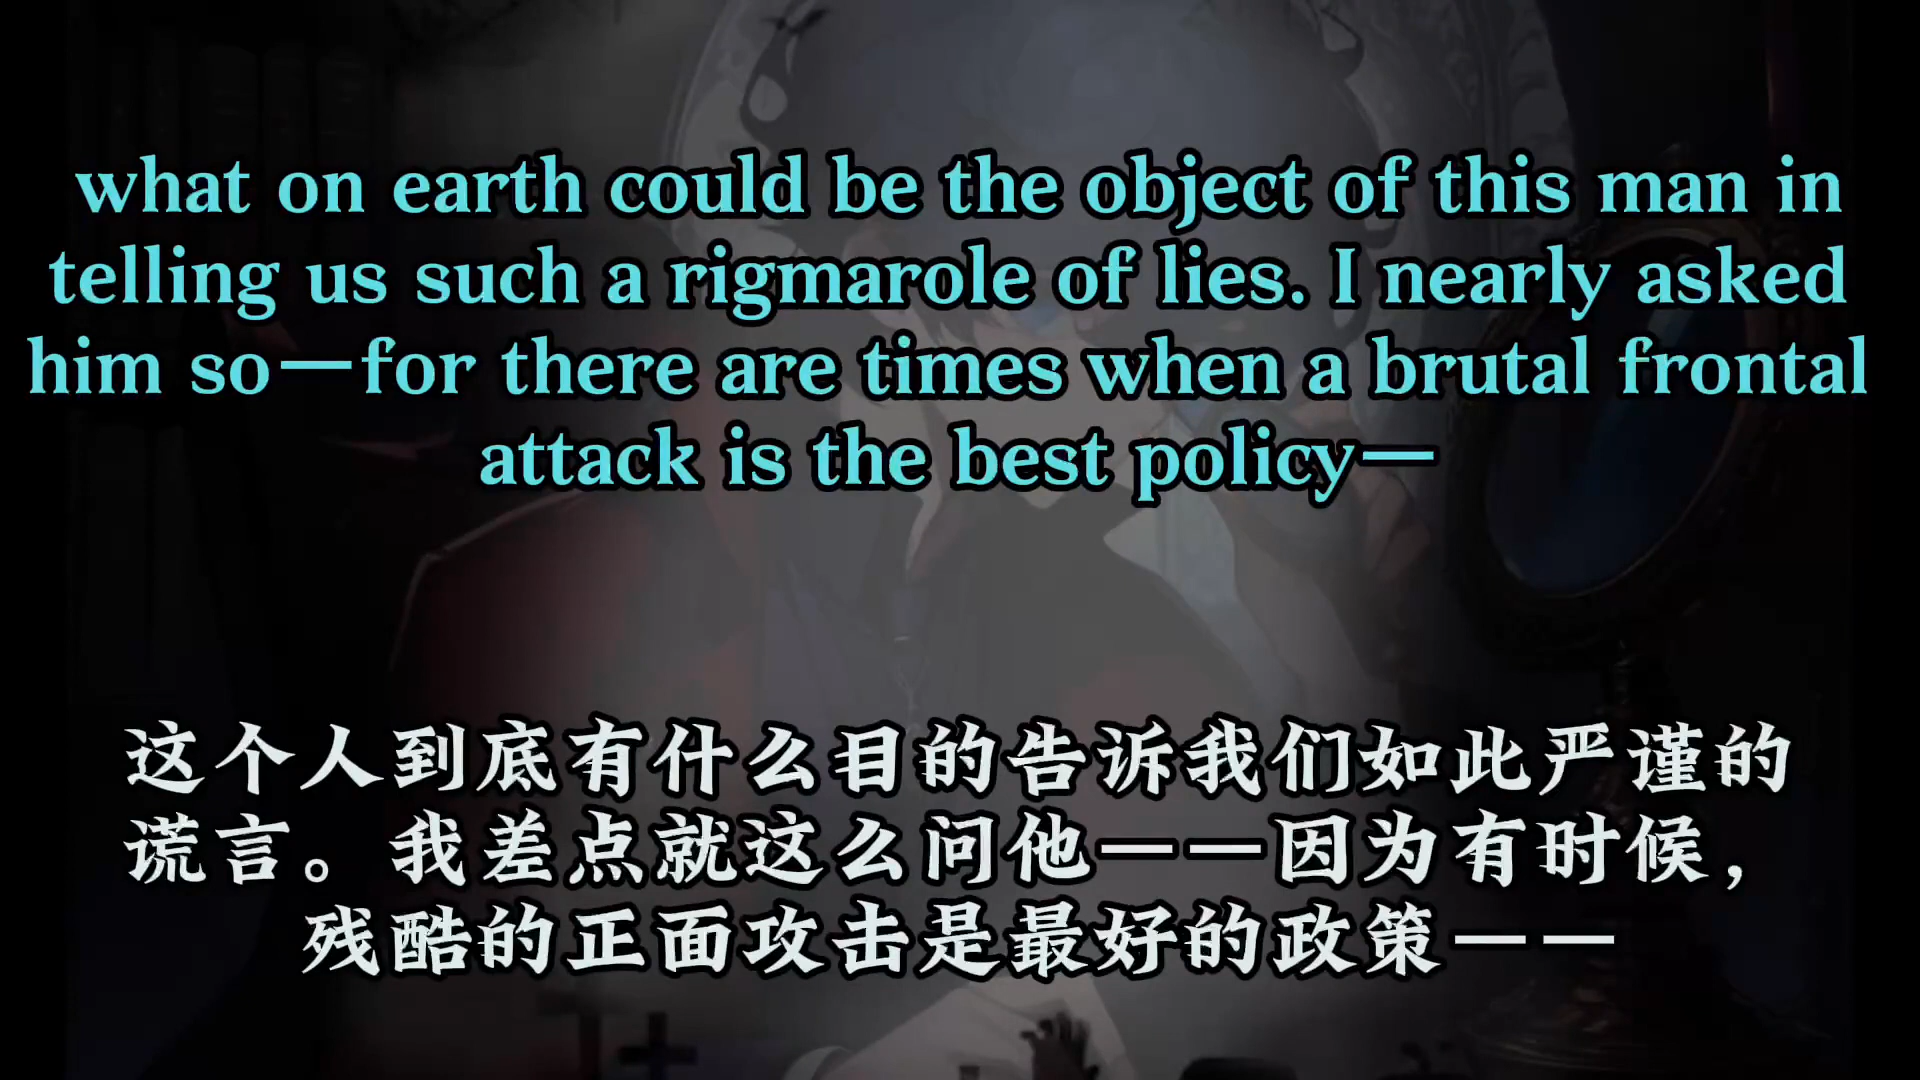 what on earth could be the object of this man in
telling us such a rigmarole of lies. I nearly asked
him so—for there are times when a brutal frontal
attack is the best policy—
这个人到底有什么目的告诉我们如此严谨的
谎言。我差点就这么问他——因为有时候，
残酷的正面攻击是最好的政策——